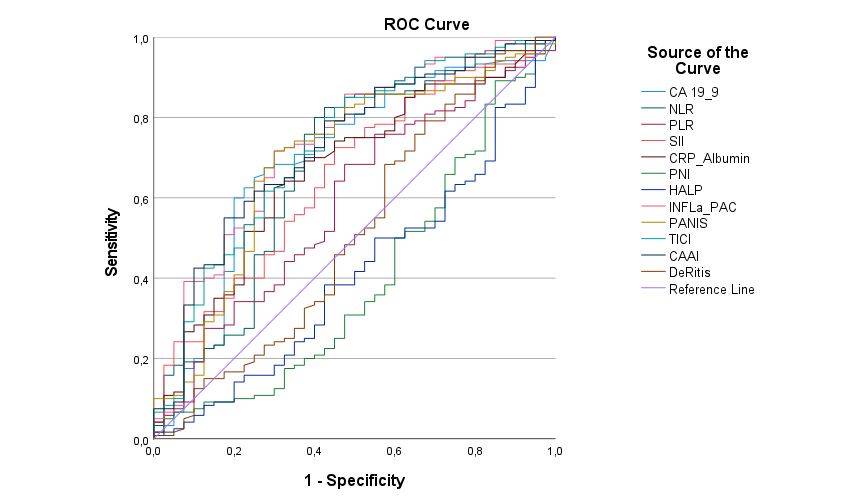 ROC Curve
1,0
0,8
0,6
0,4
0,2
0,0
Sensitivity
0,0 0,2 0,4 0,6 0,8 1,0
1 - Specificity
Source of the
Curve
CA 19_9
NLR
PLR
SII
CRP_Albumin
PNI
HALP
INFLa_PAC
PANIS
TICI
CAAI
DeRitis
Reference Line